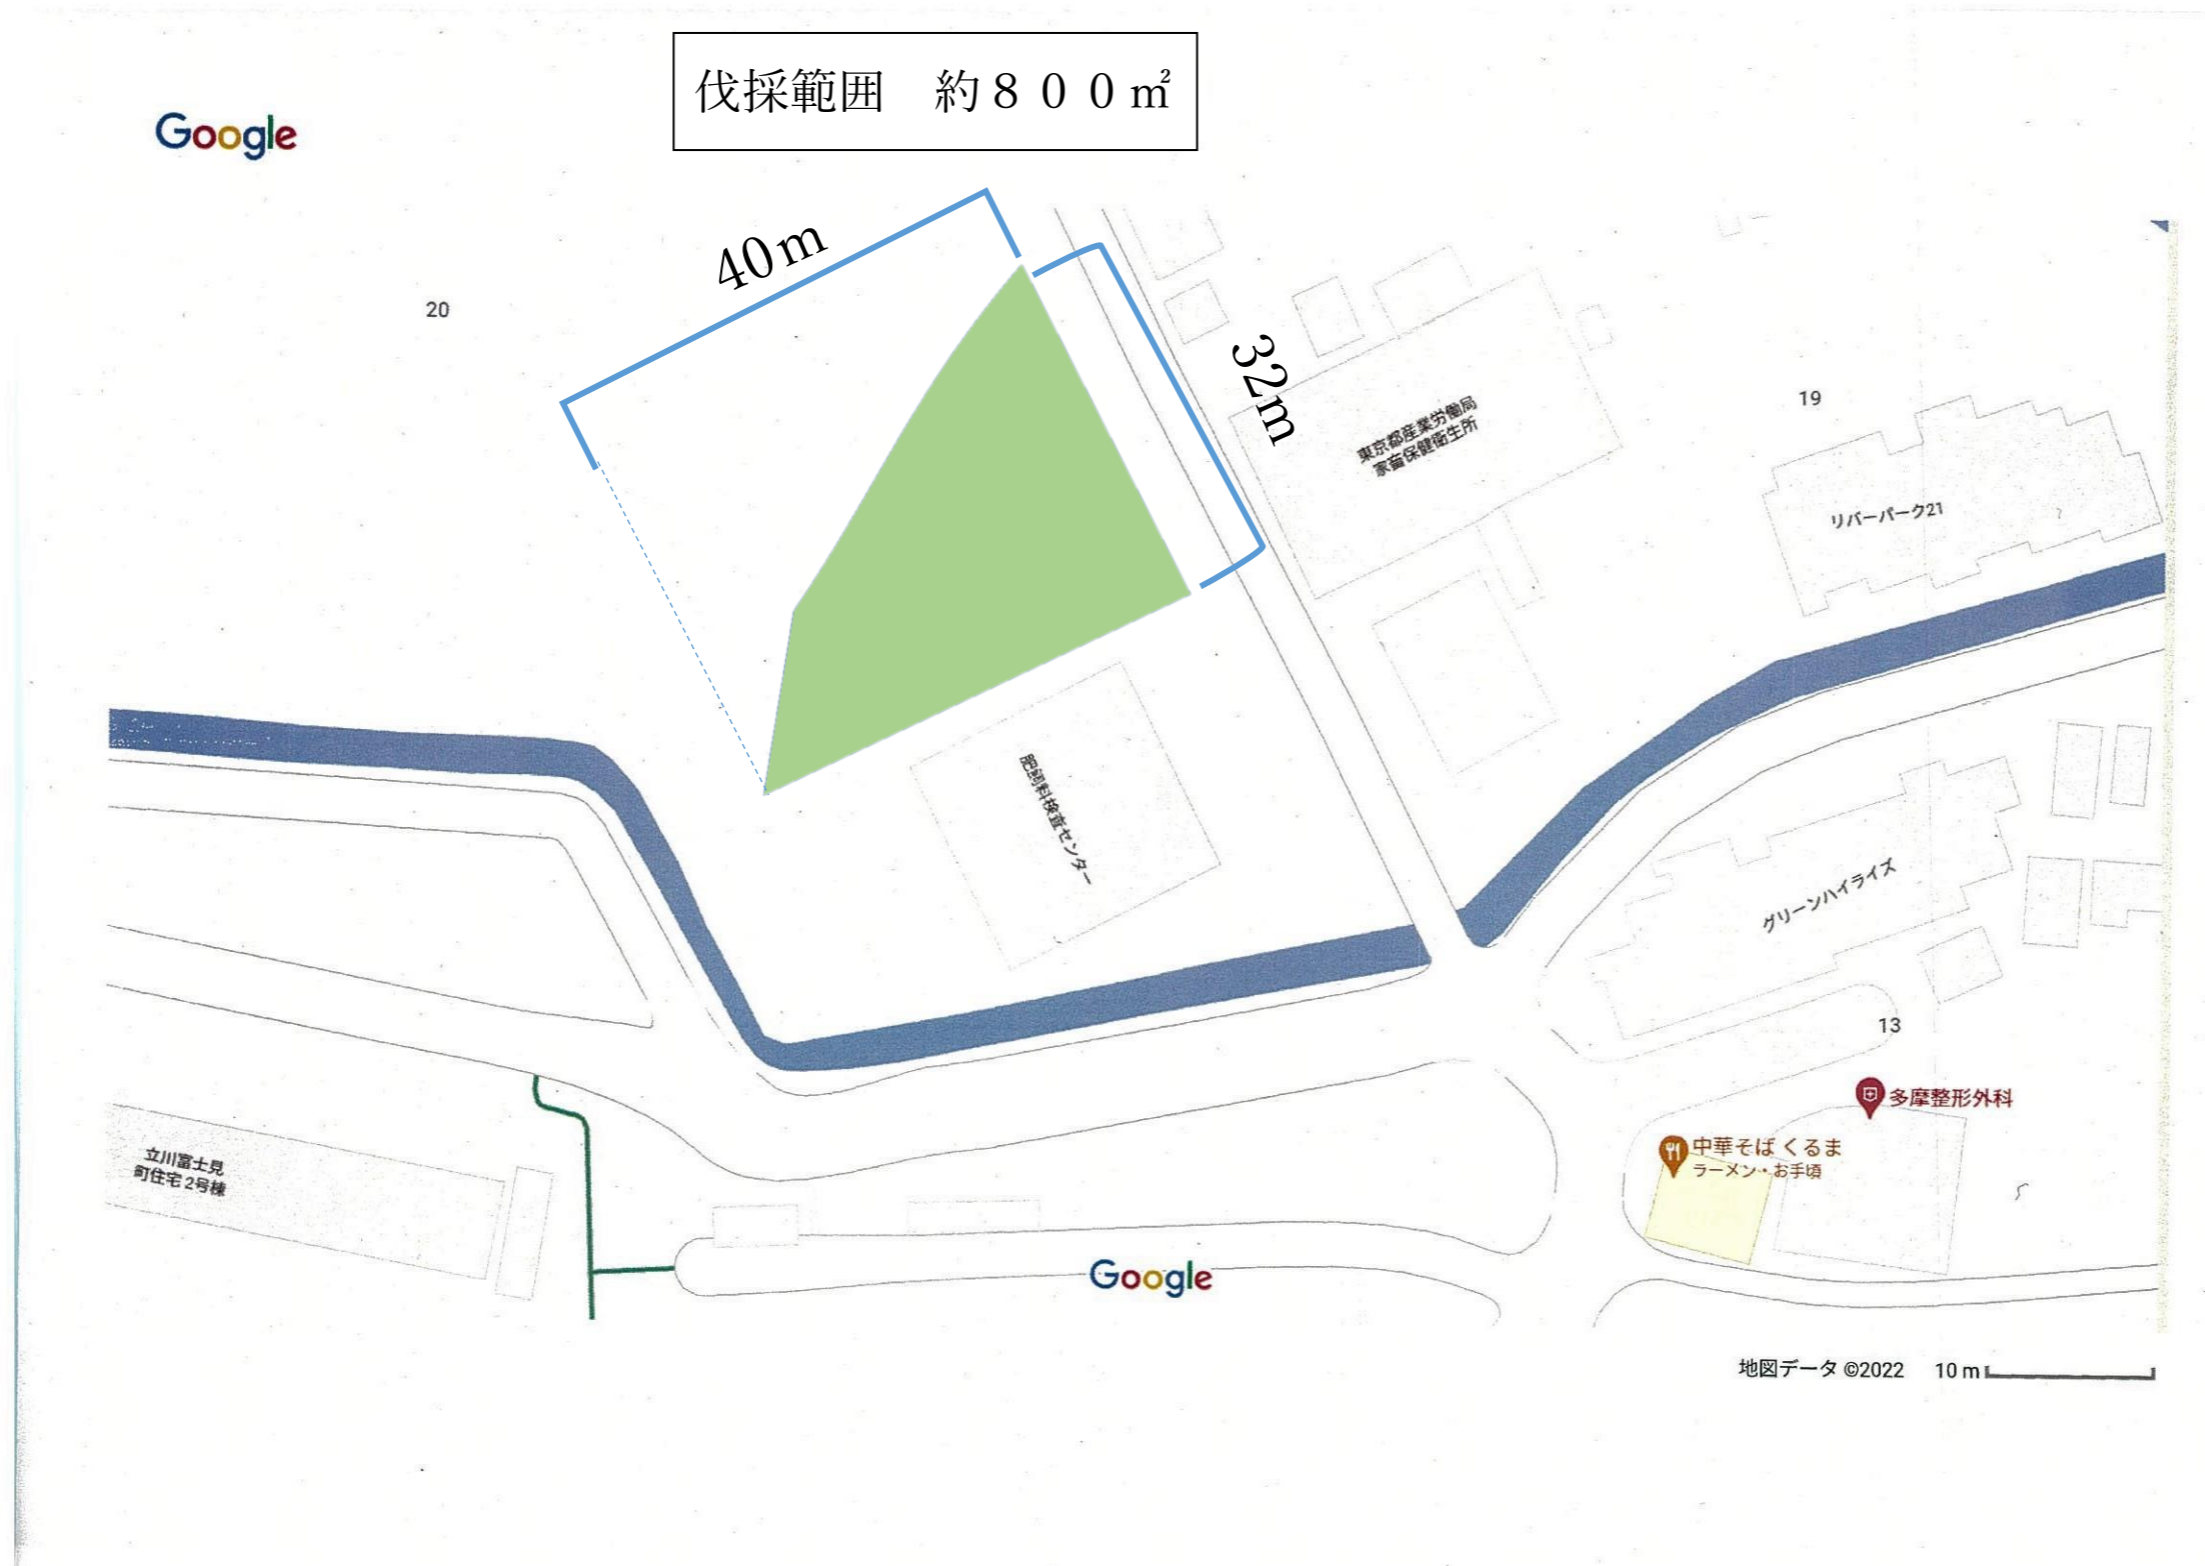 伐採範囲　約８００㎡
Google
40m
20
32m
東京都産業労働局
家畜保健衛生所
19
リバーパーク21
肥飼料検査センター
グリーンハイライズ
13
多摩整形外科
中華そば くるま
ラーメン・お手頃
立川富士見
町住宅 2号棟
Google
地図データ ©2022 10 m